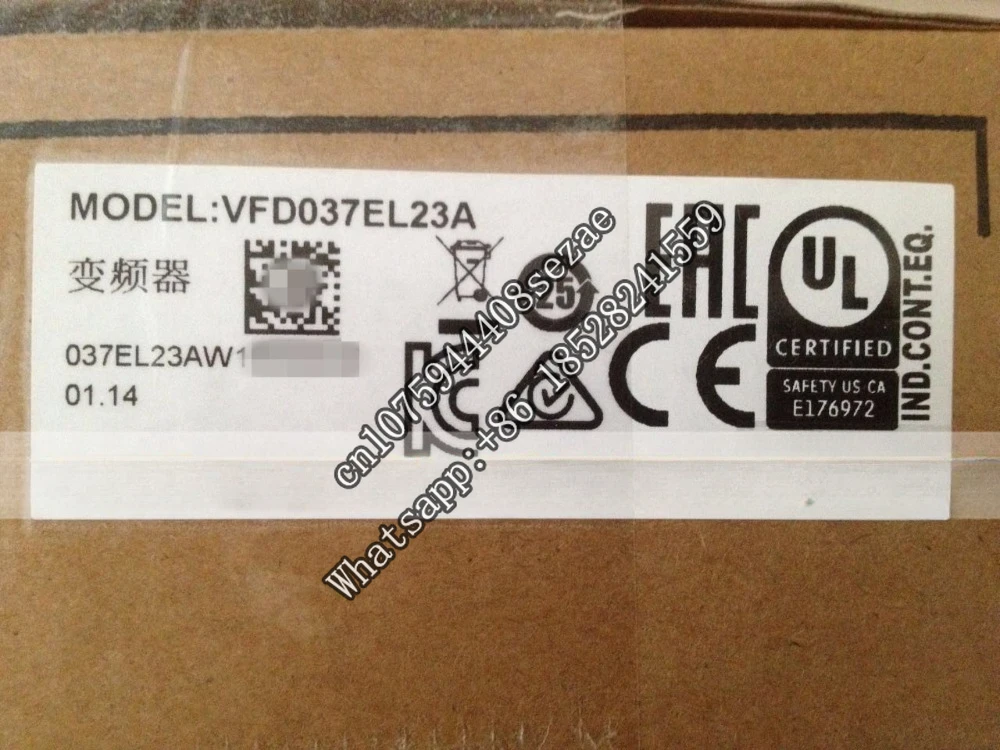 MODEL:VFD037EL23A
变频器
037EL23AW1
01.14
25
EAC
CE
UL
CERTIFIED
SAFETY US CA
E176972
IND.CONT.EQ.
cn1075944408sezae
Whatsapp:+86 18528241559